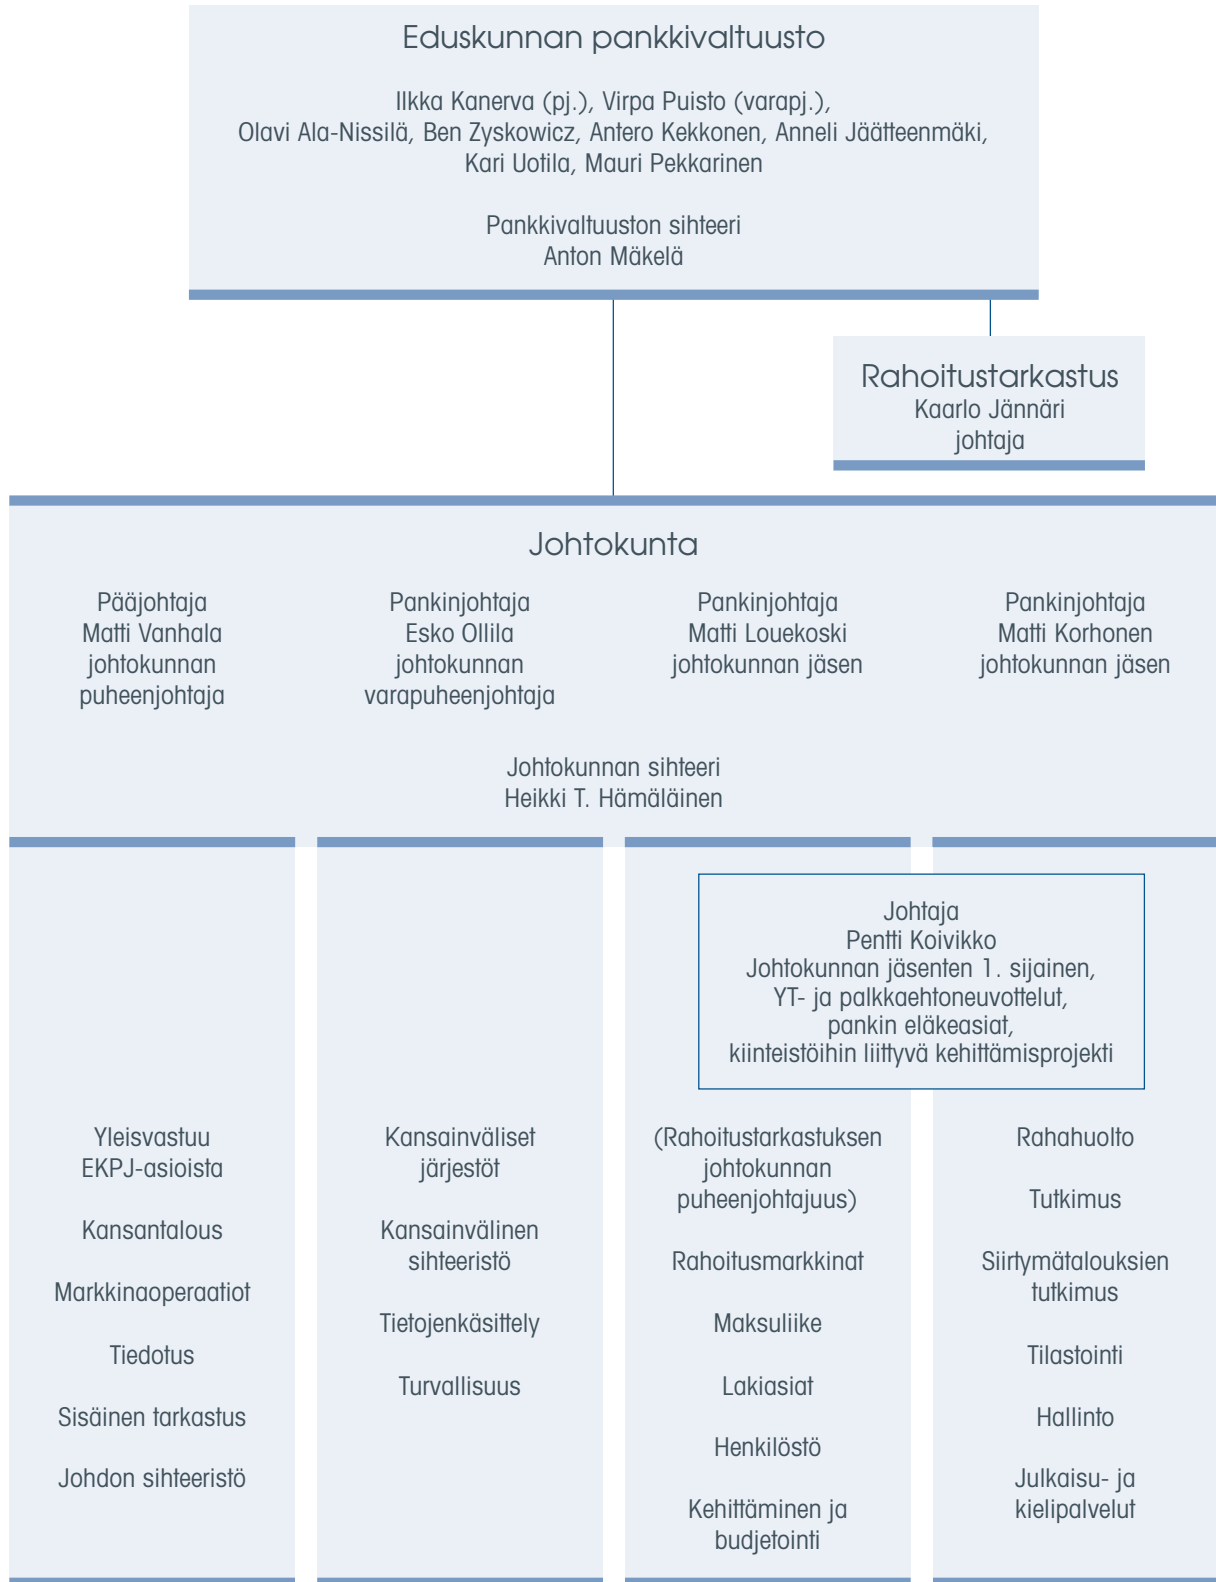 Eduskunnan pankkivaltuusto
Ilkka Kanerva (pj.), Virpa Puisto (varapj.),
Olavi Ala-Nissilä, Ben Zyskowicz, Antero Kekkonen, Anneli Jäätteenmäki,
Kari Uotila, Mauri Pekkarinen
Pankkivaltuuston sihteeri
Anton Mäkelä
Rahoitustarkastus
Kaarlo Jännäri
johtaja
Johtokunta
Pääjohtaja
Matti Vanhala
johtokunnan
puheenjohtaja
Pankinjohtaja
Esko Ollila
johtokunnan
varapuheenjohtaja
Pankinjohtaja
Matti Louekoski
johtokunnan jäsen
Pankinjohtaja
Matti Korhonen
johtokunnan jäsen
Johtokunnan sihteeri
Heikki T. Hämäläinen
Johtaja
Pentti Koivikko
Johtokunnan jäsenten 1. sijainen,
YT- ja palkkaehtoneuvottelut,
pankin eläkeasiat,
kiinteistöihin liittyvä kehittämisprojekti
Yleisvastuu
EKPJ-asioista
Kansantalous
Markkinaoperaatiot
Tiedotus
Sisäinen tarkastus
Johdon sihteeristö
Kansainväliset
järjestöt
Kansainvälinen
sihteeristö
Tietojenkäsittely
Turvallisuus
(Rahoitustarkastuksen
johtokunnan
puheenjohtajuus)
Rahoitusmarkkinat
Maksuliike
Lakiasiat
Henkilöstö
Kehittäminen ja
budjetointi
Rahahuolto
Tutkimus
Siirtymätalouksien
tutkimus
Tilastointi
Hallinto
Julkaisu- ja
kielipalvelut